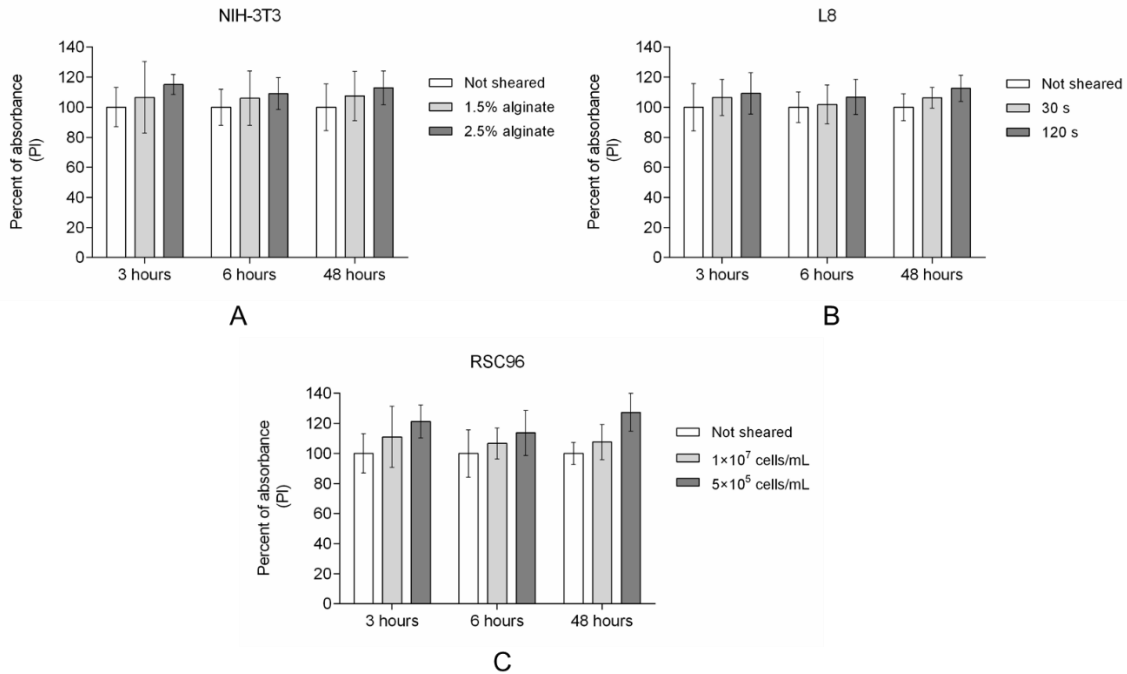 NIH-3T3
Percent of absorbance
(PI)
140
120
100
80
60
40
20
0
3 hours 6 hours 48 hours
Not sheared
1.5% alginate
2.5% alginate
A
L8
Percent of absorbance
(PI)
140
120
100
80
60
40
20
0
3 hours 6 hours 48 hours
Not sheared
30 s
120 s
B
RSC96
Percent of absorbance
(PI)
140
120
100
80
60
40
20
0
3 hours 6 hours 48 hours
Not sheared
1×10⁷ cells/mL
5×10⁵ cells/mL
C